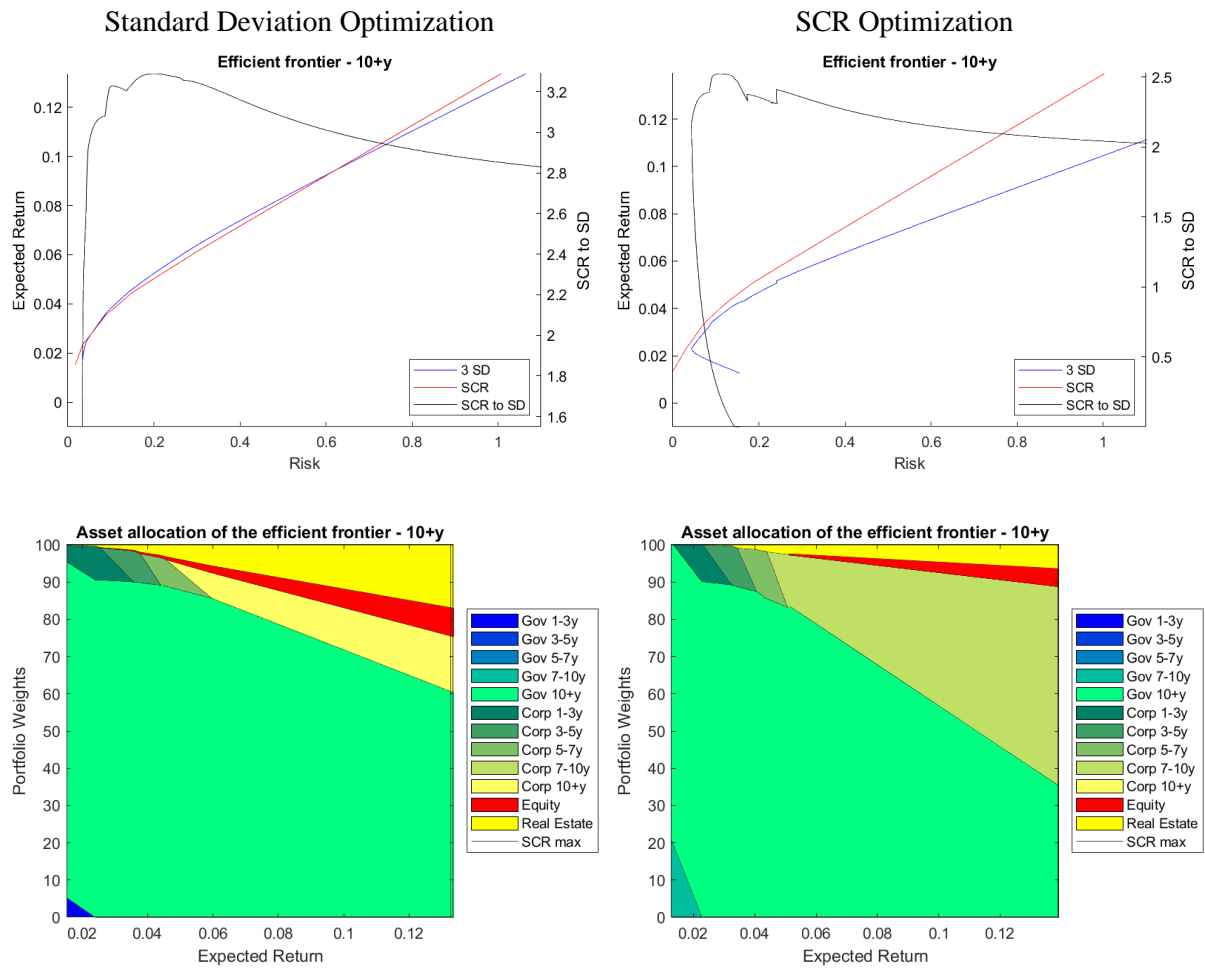 Standard Deviation Optimization
SCR Optimization
Efficient frontier - 10+y
0.12
0.1
0.08
0.06
0.04
0.02
0
Expected Return
3.2
3
2.8
2.6
2.4
2.2
2
1.8
1.6
SCR to SD
3 SD
SCR
SCR to SD
0
0.2
0.4
0.6
0.8
1
Risk
Efficient frontier - 10+y
0.12
0.1
0.08
0.06
0.04
0.02
0
Expected Return
2.5
2
1.5
1
0.5
SCR to SD
3 SD
SCR
SCR to SD
0
0.2
0.4
0.6
0.8
1
Risk
Asset allocation of the efficient frontier - 10+y
100
90
80
70
60
50
40
30
20
10
0
Portfolio Weights
0.02
0.04
0.06
0.08
0.1
0.12
Expected Return
Gov 1-3y
Gov 3-5y
Gov 5-7y
Gov 7-10y
Gov 10+y
Corp 1-3y
Corp 3-5y
Corp 5-7y
Corp 7-10y
Corp 10+y
Equity
Real Estate
SCR max
Asset allocation of the efficient frontier - 10+y
100
90
80
70
60
50
40
30
20
10
0
Portfolio Weights
0.02
0.04
0.06
0.08
0.1
0.12
Expected Return
Gov 1-3y
Gov 3-5y
Gov 5-7y
Gov 7-10y
Gov 10+y
Corp 1-3y
Corp 3-5y
Corp 5-7y
Corp 7-10y
Corp 10+y
Equity
Real Estate
SCR max